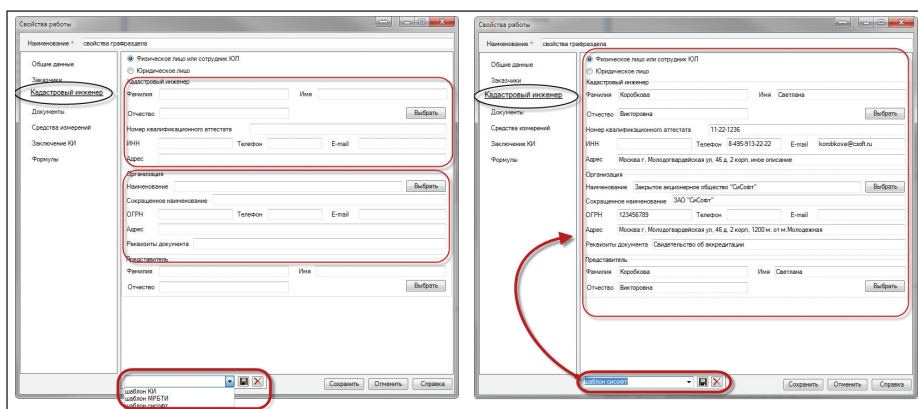 Свойства работы
Наименование * свойства графраздела
Общие данные
Заказчики
Кадастровый инженер
Документы
Средства измерений
Заключение КИ
Формулы
Физическое лицо или сотрудник ЮЛ
Юридическое лицо
Кадастровый инженер
Фамилия Имя
Отчество Выбрать
Номер квалификационного аттестата
ИНН Телефон E-mail
Адрес
Организация
Наименование Выбрать
Сокращенное наименование
ОГРН Телефон E-mail
Адрес
Реквизиты документа
Представитель
Фамилия Имя
Отчество Выбрать
шаблон КИ
шаблон МРБТИ
шаблон сисофт
Сохранить Отменить Справка
Свойства работы
Наименование * свойства графраздела
Общие данные
Заказчики
Кадастровый инженер
Документы
Средства измерений
Заключение КИ
Формулы
Физическое лицо или сотрудник ЮЛ
Юридическое лицо
Кадастровый инженер
Фамилия Коробкова Имя Светлана
Отчество Викторовна Выбрать
Номер квалификационного аттестата 11-22-1236
ИНН Телефон 8-495-913-22-22 E-mail korobkova@csoft.ru
Адрес Москва г, Молодогвардейская ул, 46 д, 2 корп, иное описание
Организация
Наименование Закрытое акционерное общество "СиСофт" Выбрать
Сокращенное наименование ЗАО "СиСофт"
ОГРН 123456789 Телефон E-mail
Адрес Москва г, Молодогвардейская ул, 46 д, 2 корп, 1200 м. от м.Молодежная
Реквизиты документа Свидетельство об аккредитации
Представитель
Фамилия Коробкова Имя Светлана
Отчество Викторовна Выбрать
шаблон сисофт
Сохранить Отменить Справка